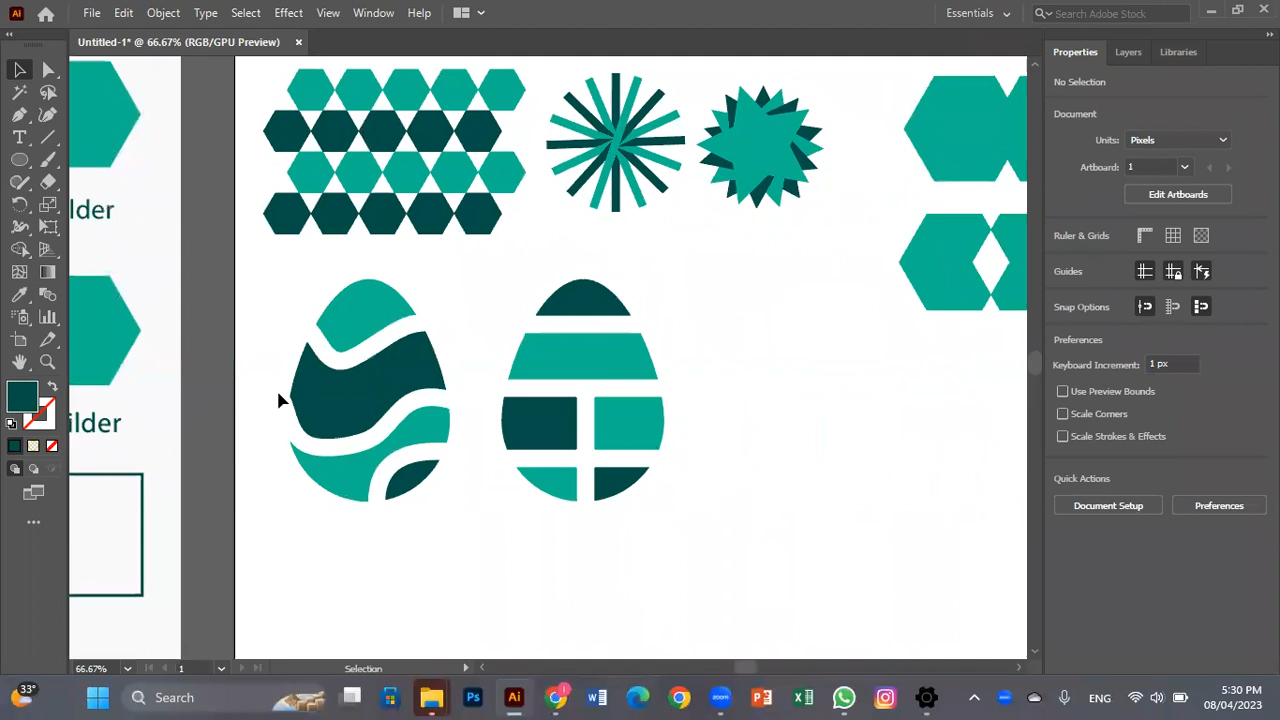 Ai File Edit Object Type Select Effect View Window Help Essentials Search Adobe Stock
Untitled-1* @ 66.67% (RGB/GPU Preview)
Properties Layers Libraries
No Selection
Document
Units: Pixels
Artboard: 1
Edit Artboards
Ruler & Grids
Guides
Snap Options
Preferences
Keyboard Increment: 1 px
Use Preview Bounds
Scale Corners
Scale Strokes & Effects
Quick Actions
Document Setup Preferences
ilder
ilder
66.67% 1 Selection
33° Search Ps Ai ENG 5:30 PM
08/04/2023